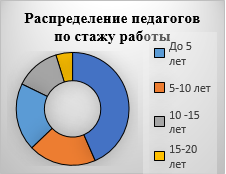 Распределение педагогов
по стажу работы
До 5
лет
5-10 лет
10 -15
лет
15-20
лет